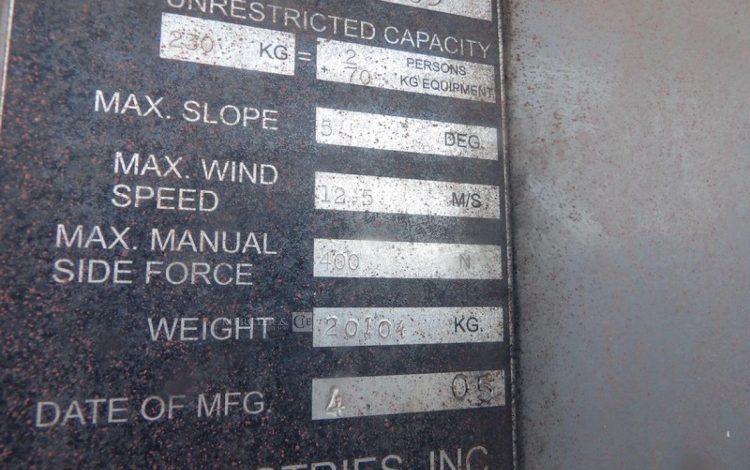 UNRESTRICTED CAPACITY
230 KG = 2 PERSONS
+ 70 KG EQUIPMENT
MAX. SLOPE 5 DEG.
MAX. WIND
SPEED 12.5 M/S
MAX. MANUAL
SIDE FORCE 400 N
WEIGHT 20104 KG.
DATE OF MFG. 4 05
INC